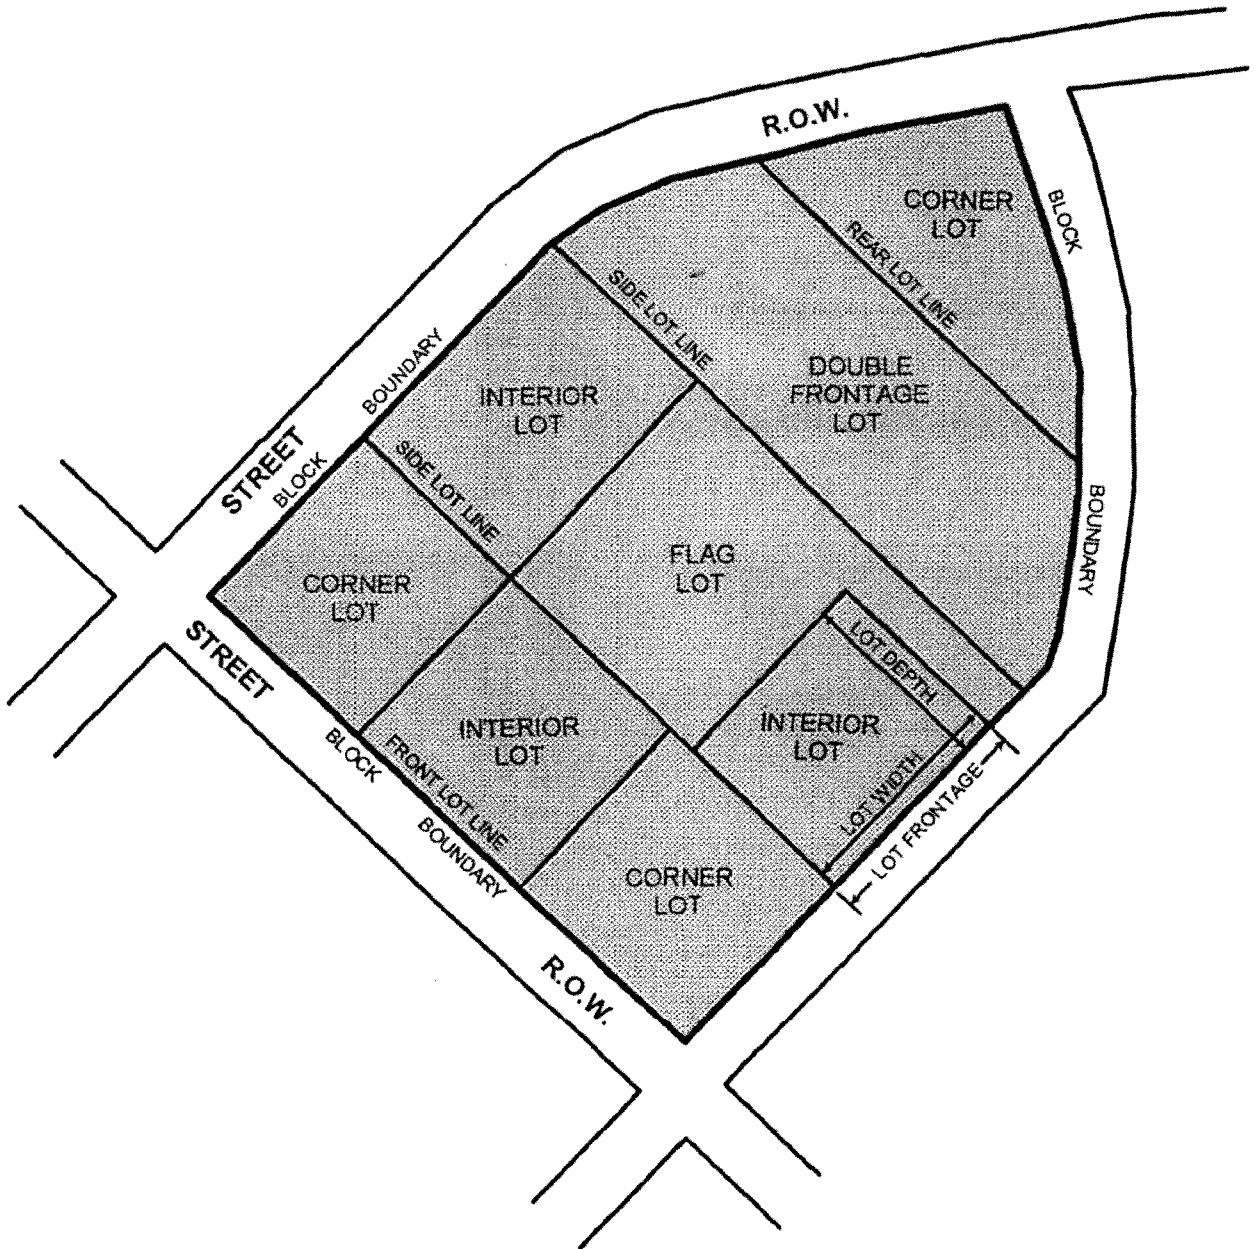 R.O.W.
CORNER
LOT
BLOCK
REAR LOT LINE
SIDE LOT LINE
BOUNDARY
DOUBLE
FRONTAGE
LOT
INTERIOR
LOT
STREET
BLOCK
SIDE LOT LINE
BOUNDARY
FLAG
LOT
CORNER
LOT
STREET
LOT DEPTH
INTERIOR
LOT
INTERIOR
LOT
BLOCK
FRONT LOT LINE
LOT WIDTH
LOT FRONTAGE
BOUNDARY
CORNER
LOT
R.O.W.